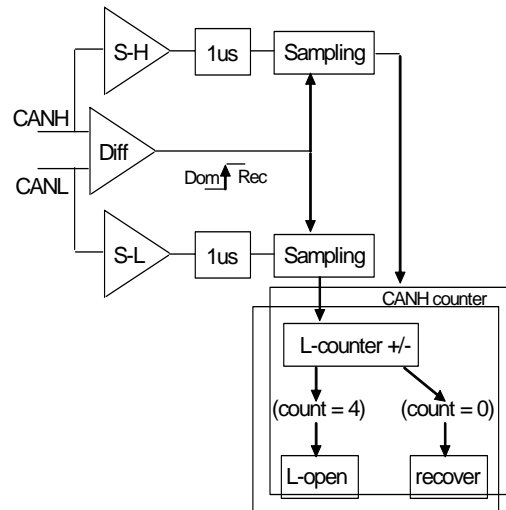 S-H
1us
Sampling
CANH
Diff
CANL
Dom
Rec
S-L
1us
Sampling
CANH counter
L-counter +/-
(count = 4)
(count = 0)
L-open
recover